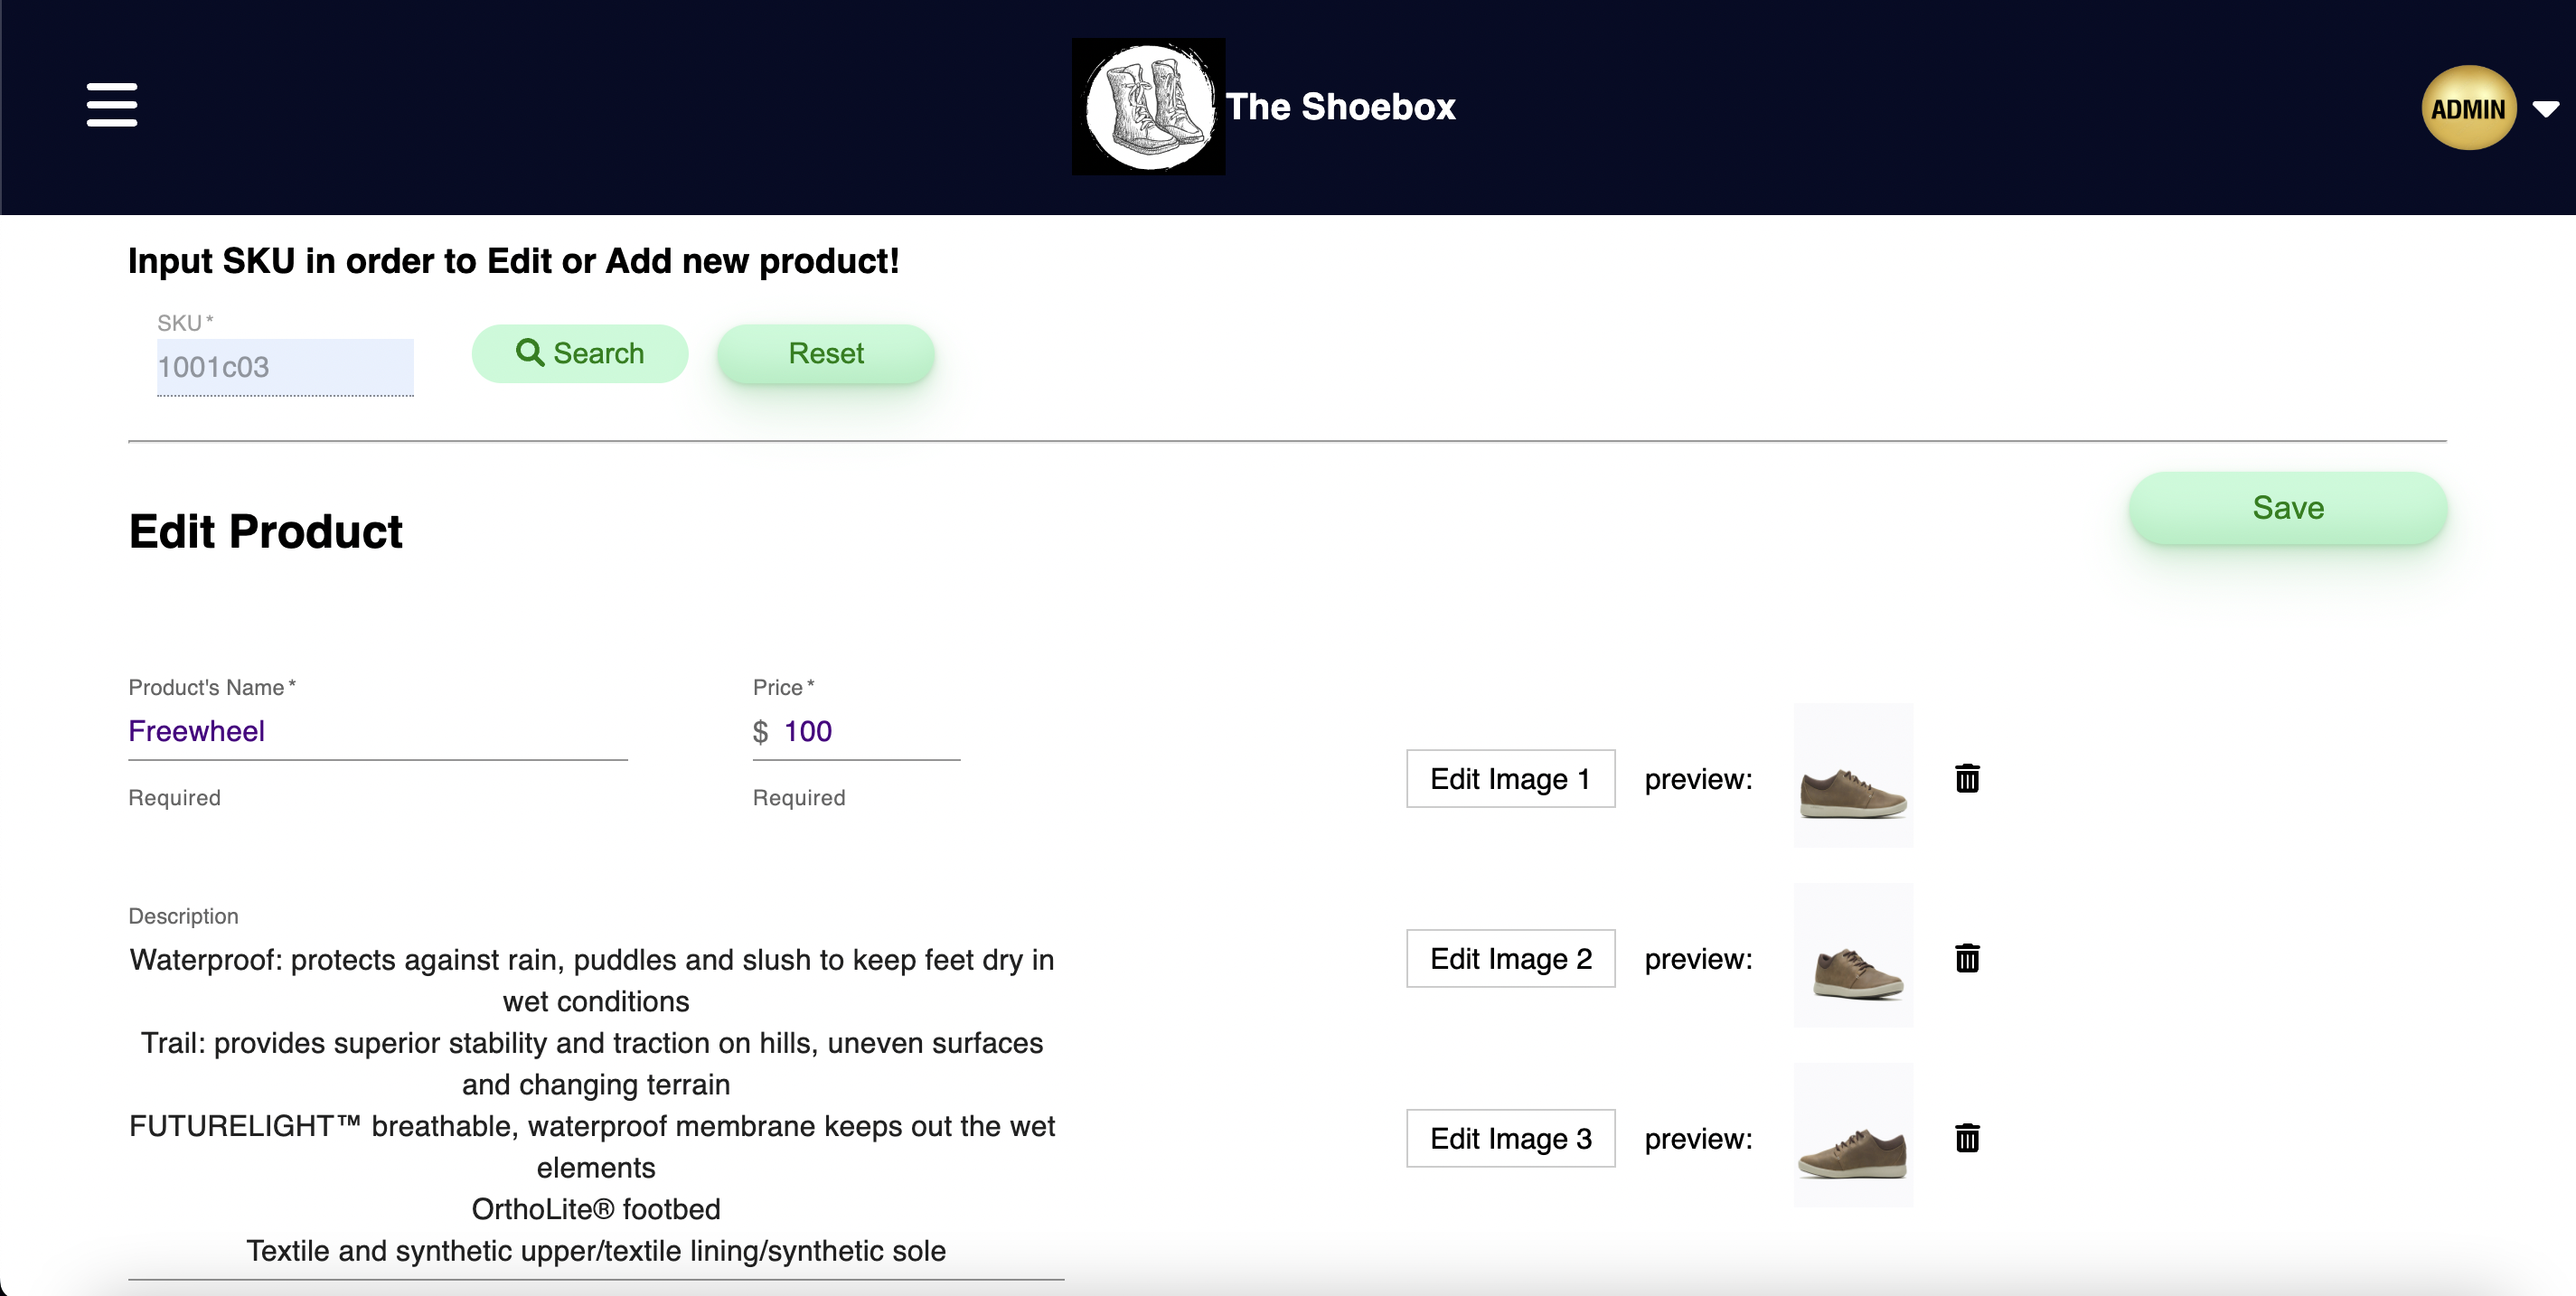 The Shoebox
ADMIN
Input SKU in order to Edit or Add new product!
SKU*
1001c03
Search
Reset
Edit Product
Save
Product's Name*
Freewheel
Required
Price*
$ 100
Required
Edit Image 1 preview:
Edit Image 2 preview:
Edit Image 3 preview:
Description
Waterproof: protects against rain, puddles and slush to keep feet dry in
wet conditions
Trail: provides superior stability and traction on hills, uneven surfaces
and changing terrain
FUTURELIGHT™ breathable, waterproof membrane keeps out the wet
elements
OrthoLite® footbed
Textile and synthetic upper/textile lining/synthetic sole